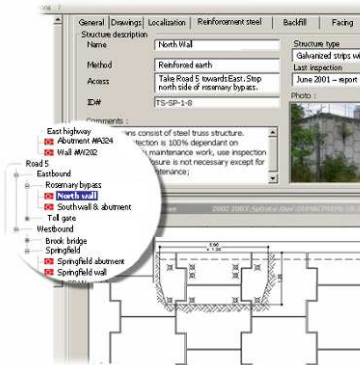 General Drawings Localization Reinforcement steel Backfill Facing
Structure description
Name North Wall
Structure type
Galvanized strips wi
Method Reinforced earth
Last inspection
June 2001 - report
Access Take Road 5 towards East. Stop
north side of rosemary bypass.
Photo :
ID# TS-SP-1-8
Comments :
ans consist of steel truss structure.
tection is 100% dependant on
maintenance work, use inspection
sure is not necessary except for
ntenance;
East highway
Abutment #A324
Wall #W202
Road 5
Eastbound
Rosemary bypass
North wall
South wall & abutment
Toll gate
Westbound
Brook bridge
Springfield
Springfield abutment
Springfield wall